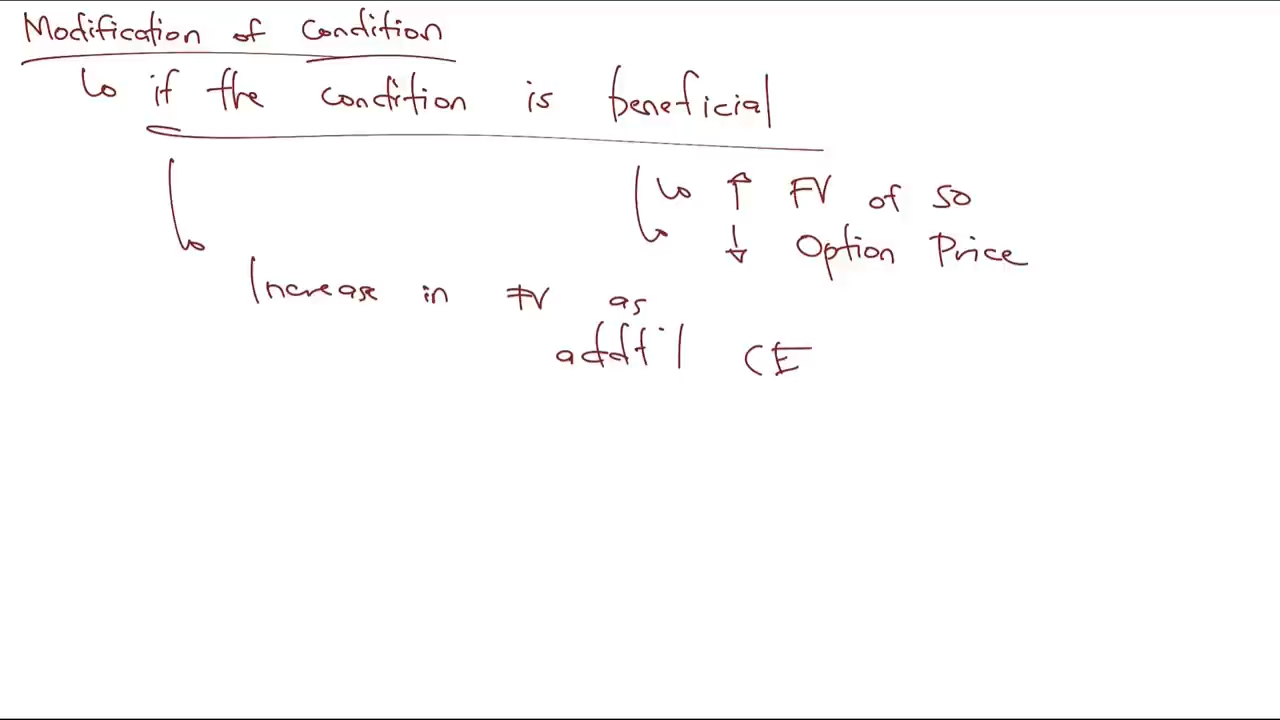 Modification of Condition
↳ if the condition is beneficial
↳ ↑ FV of SO
↳ ↓ Option Price
↳ Increase in FV as
addt'l CE